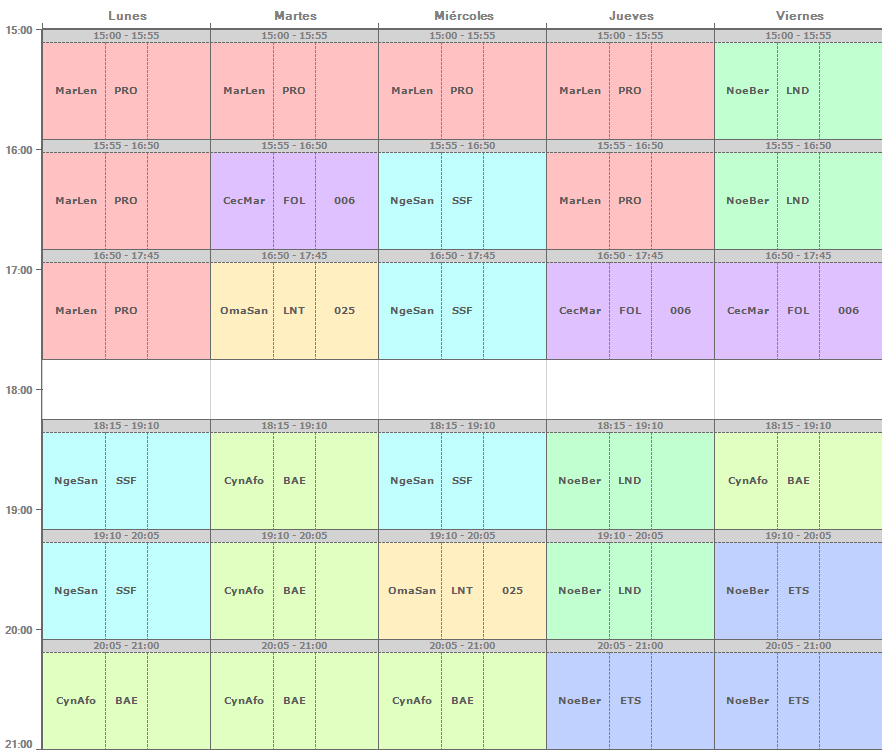 Lunes Martes Miércoles Jueves Viernes
15:00
15:00 - 15:55 15:00 - 15:55 15:00 - 15:55 15:00 - 15:55 15:00 - 15:55
MarLen PRO MarLen PRO MarLen PRO MarLen PRO NoeBer LND
16:00
15:55 - 16:50 15:55 - 16:50 15:55 - 16:50 15:55 - 16:50 15:55 - 16:50
MarLen PRO CecMar FOL 006 NgeSan SSF MarLen PRO NoeBer LND
16:50 - 17:45 16:50 - 17:45 16:50 - 17:45 16:50 - 17:45 16:50 - 17:45
17:00
MarLen PRO OmaSan LNT 025 NgeSan SSF CecMar FOL 006 CecMar FOL 006
18:00
18:15 - 19:10 18:15 - 19:10 18:15 - 19:10 18:15 - 19:10 18:15 - 19:10
NgeSan SSF CynAfo BAE NgeSan SSF NoeBer LND CynAfo BAE
19:00
19:10 - 20:05 19:10 - 20:05 19:10 - 20:05 19:10 - 20:05 19:10 - 20:05
NgeSan SSF CynAfo BAE OmaSan LNT 025 NoeBer LND NoeBer ETS
20:00
20:05 - 21:00 20:05 - 21:00 20:05 - 21:00 20:05 - 21:00 20:05 - 21:00
CynAfo BAE CynAfo BAE CynAfo BAE NoeBer ETS NoeBer ETS
21:00